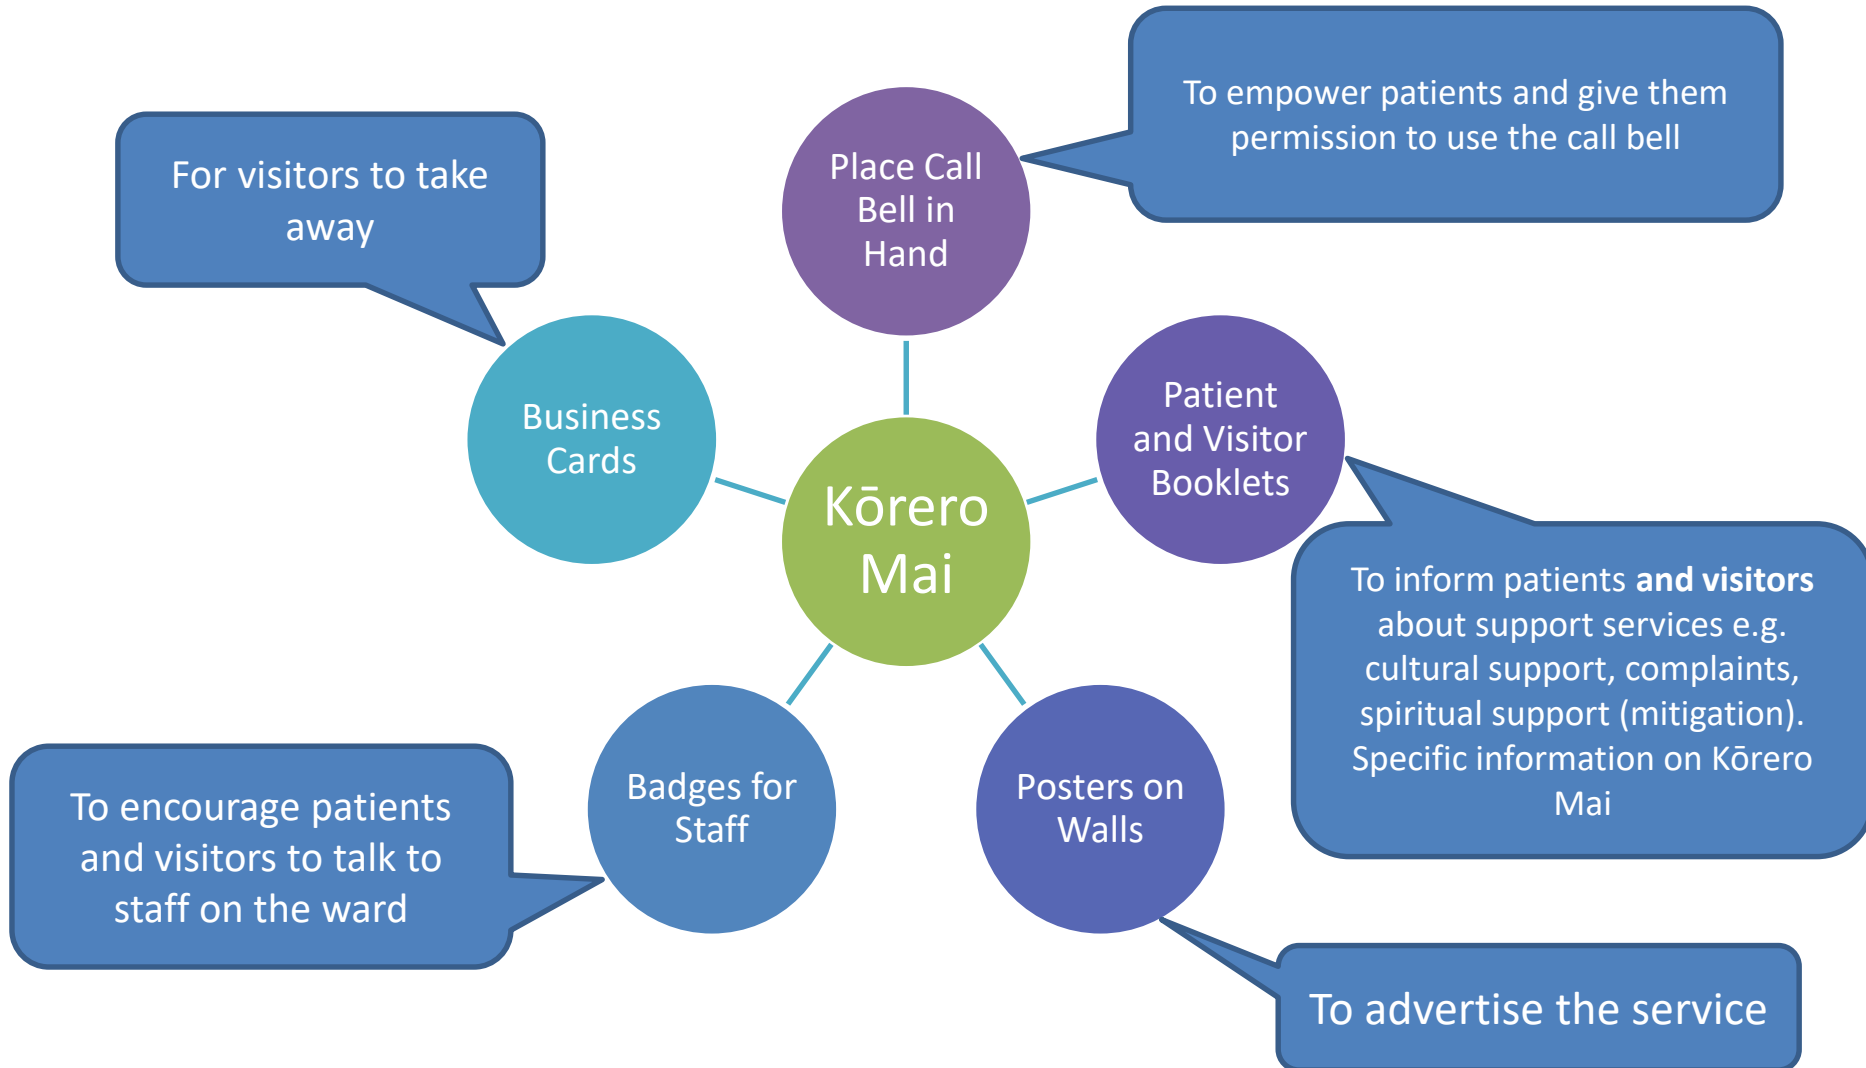 To empower patients and give them
permission to use the call bell
For visitors to take
away
Place Call
Bell in
Hand
Business
Cards
Patient
and Visitor
Booklets
Kōrero
Mai
To inform patients and visitors
about support services e.g.
cultural support, complaints,
spiritual support (mitigation).
Specific information on Kōrero
Mai
Badges for
Staff
Posters on
Walls
To encourage patients
and visitors to talk to
staff on the ward
To advertise the service